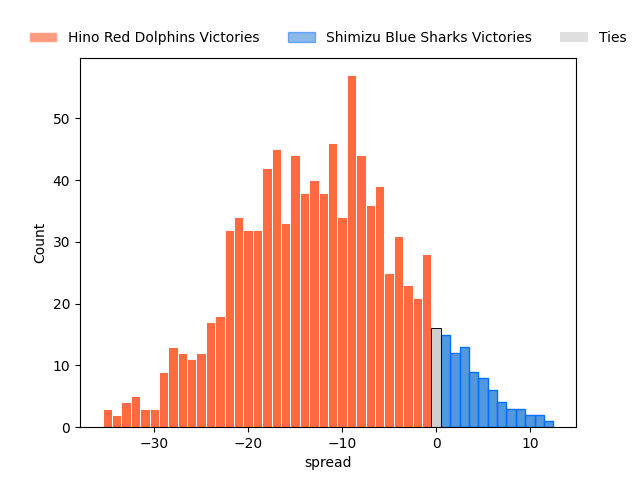 Hino Red Dolphins Victories Shimizu Blue Sharks Victories Ties
50
40
30
20
10
0
Count
−30 −20 −10 0 10
spread